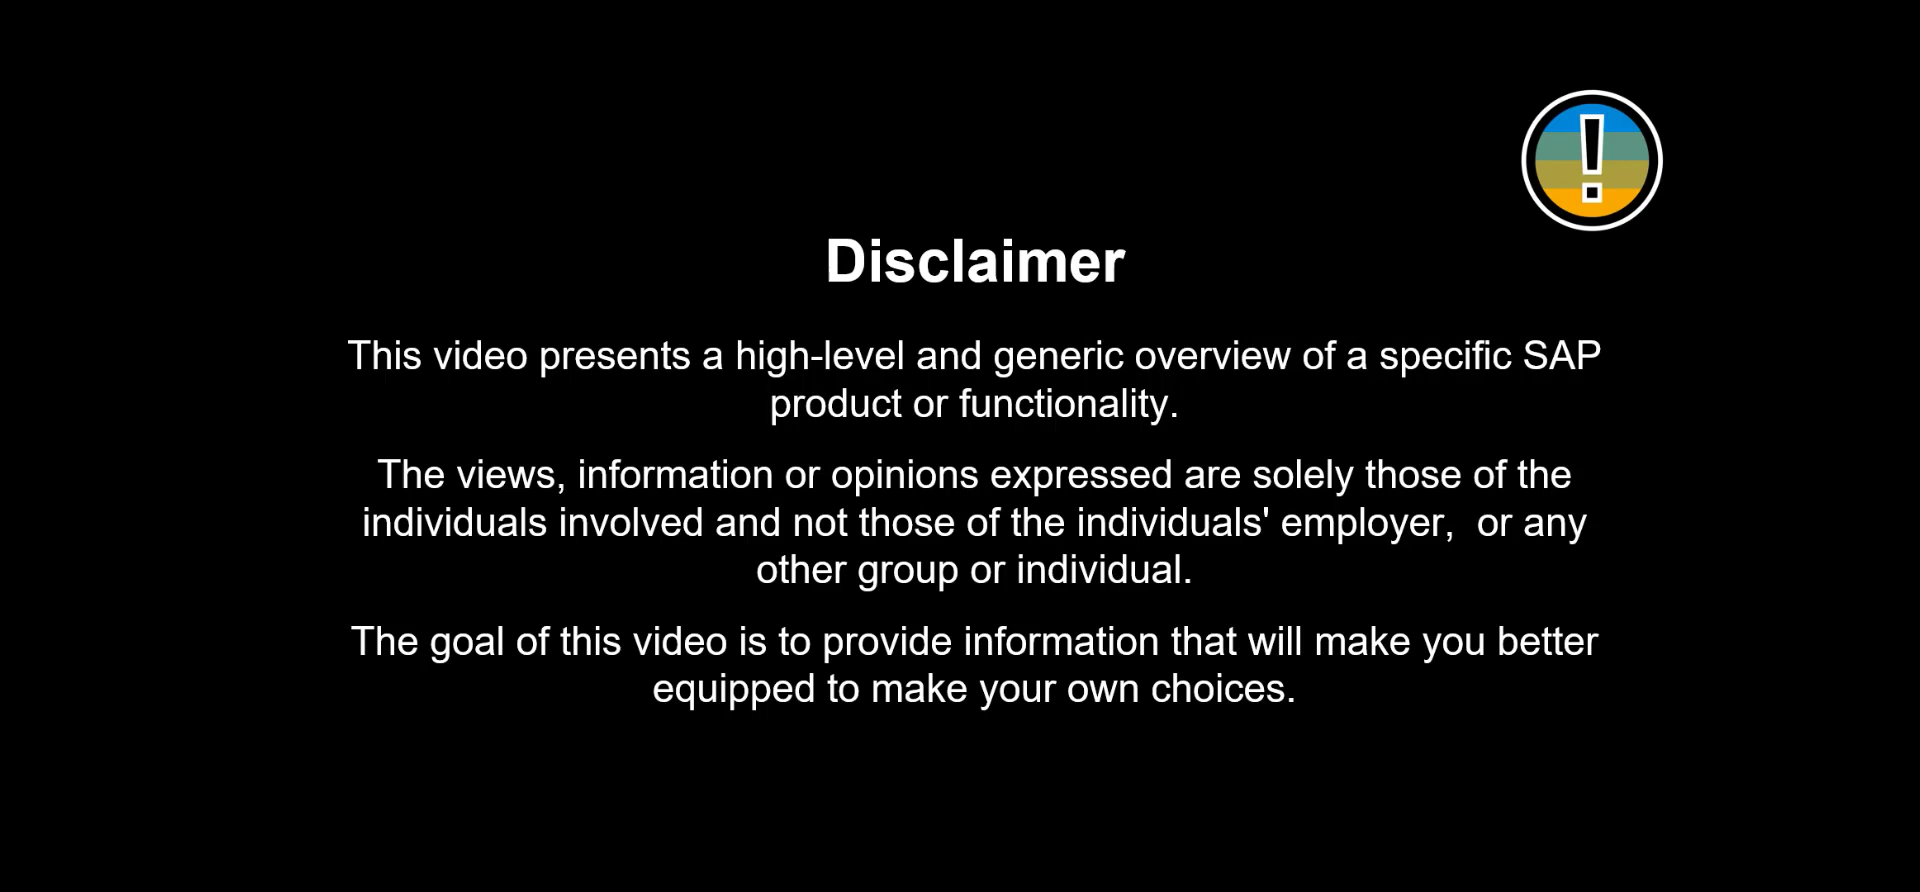 !
Disclaimer
This video presents a high-level and generic overview of a specific SAP
product or functionality.
The views, information or opinions expressed are solely those of the
individuals involved and not those of the individuals' employer,  or any
other group or individual.
The goal of this video is to provide information that will make you better
equipped to make your own choices.